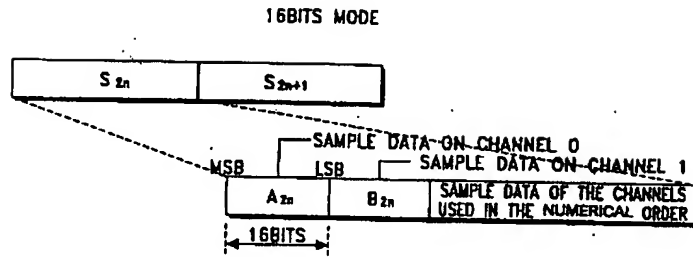 16BITS MODE
S2n S2n+1
SAMPLE DATA ON CHANNEL 0
MSB LSB SAMPLE DATA ON CHANNEL 1
A2n B2n SAMPLE DATA OF THE CHANNELS
USED IN THE NUMERICAL ORDER
16BITS